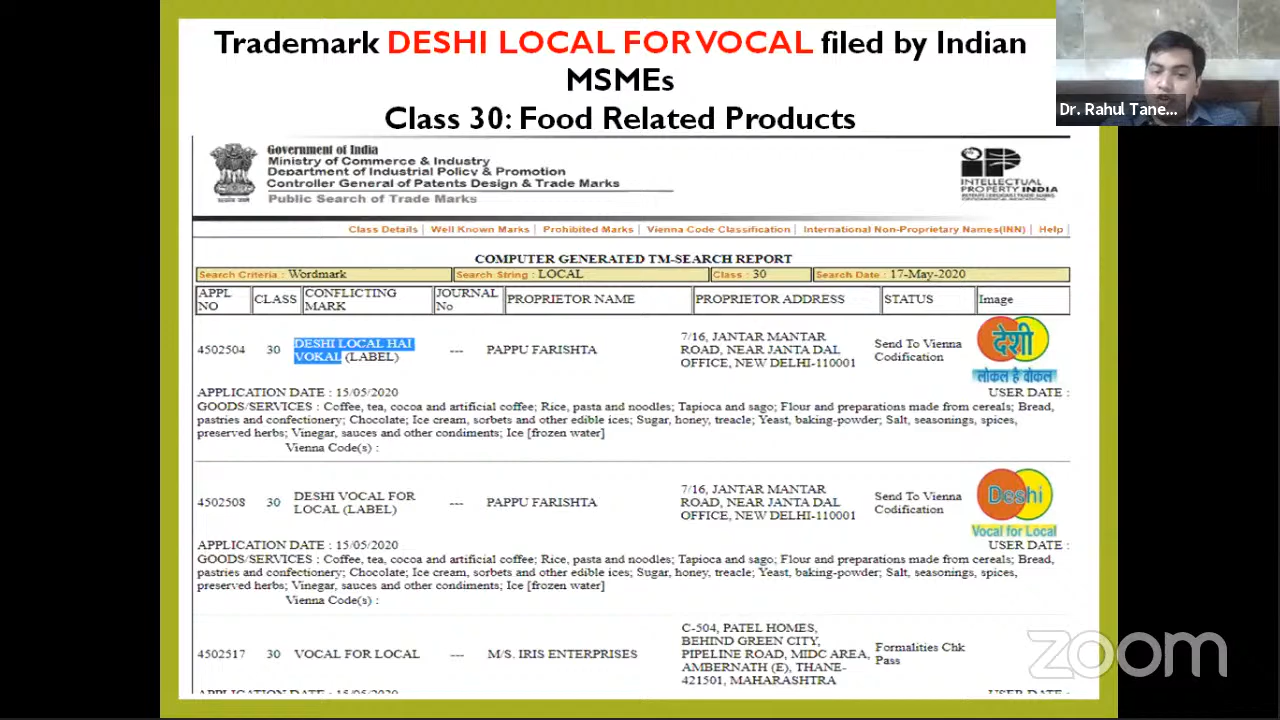 Trademark DESHI LOCAL FOR VOCAL filed by Indian
MSMEs
Class 30: Food Related Products
Dr. Rahul Tane...
Government of India
Ministry of Commerce & Industry
Department of Industrial Policy & Promotion
Controller General of Patents Design & Trade Marks
Public Search of Trade Marks
INTELLECTUAL
PROPERTY INDIA
Class Details | Well Known Marks | Prohibited Marks | Vienna Code Classification | International Non-Proprietary Names(INN) | Help |
COMPUTER GENERATED TM-SEARCH REPORT
Search Criteria : Wordmark Search String : LOCAL Class : 30 Search Date : 17-May-2020
APPL NO CLASS CONFLICTING MARK JOURNAL No PROPRIETOR NAME PROPRIETOR ADDRESS STATUS Image
4502504 30 DESHI LOCAL HAI VOKAL (LABEL) --- PAPPU FARISHTA 7/16, JANTAR MANTAR ROAD, NEAR JANTA DAL OFFICE, NEW DELHI-110001 Send To Vienna Codification
देशी
लोकल है वोकल
APPLICATION DATE : 15/05/2020 USER DATE :
GOODS/SERVICES : Coffee, tea, cocoa and artificial coffee; Rice, pasta and noodles; Tapioca and sago; Flour and preparations made from cereals; Bread,
pastries and confectionery; Chocolate; Ice cream, sorbets and other edible ices; Sugar, honey, treacle; Yeast, baking-powder; Salt, seasonings, spices,
preserved herbs; Vinegar, sauces and other condiments; Ice [frozen water]
Vienna Code(s) :
4502508 30 DESHI VOCAL FOR LOCAL (LABEL) --- PAPPU FARISHTA 7/16, JANTAR MANTAR ROAD, NEAR JANTA DAL OFFICE, NEW DELHI-110001 Send To Vienna Codification
Deshi
Vocal for Local
APPLICATION DATE : 15/05/2020 USER DATE :
GOODS/SERVICES : Coffee, tea, cocoa and artificial coffee; Rice, pasta and noodles; Tapioca and sago; Flour and preparations made from cereals; Bread,
pastries and confectionery; Chocolate; Ice cream, sorbets and other edible ices; Sugar, honey, treacle; Yeast, baking-powder; Salt, seasonings, spices,
preserved herbs; Vinegar, sauces and other condiments; Ice [frozen water]
Vienna Code(s) :
4502517 30 VOCAL FOR LOCAL --- M/S. IRIS ENTERPRISES C-504, PATEL HOMES, BEHIND GREEN CITY, PIPELINE ROAD, MIDC AREA, AMBERNATH (E), THANE-421501, MAHARASHTRA Formalities Chk Pass
APPLICATION DATE : 15/05/2020 USER DATE :
zoom